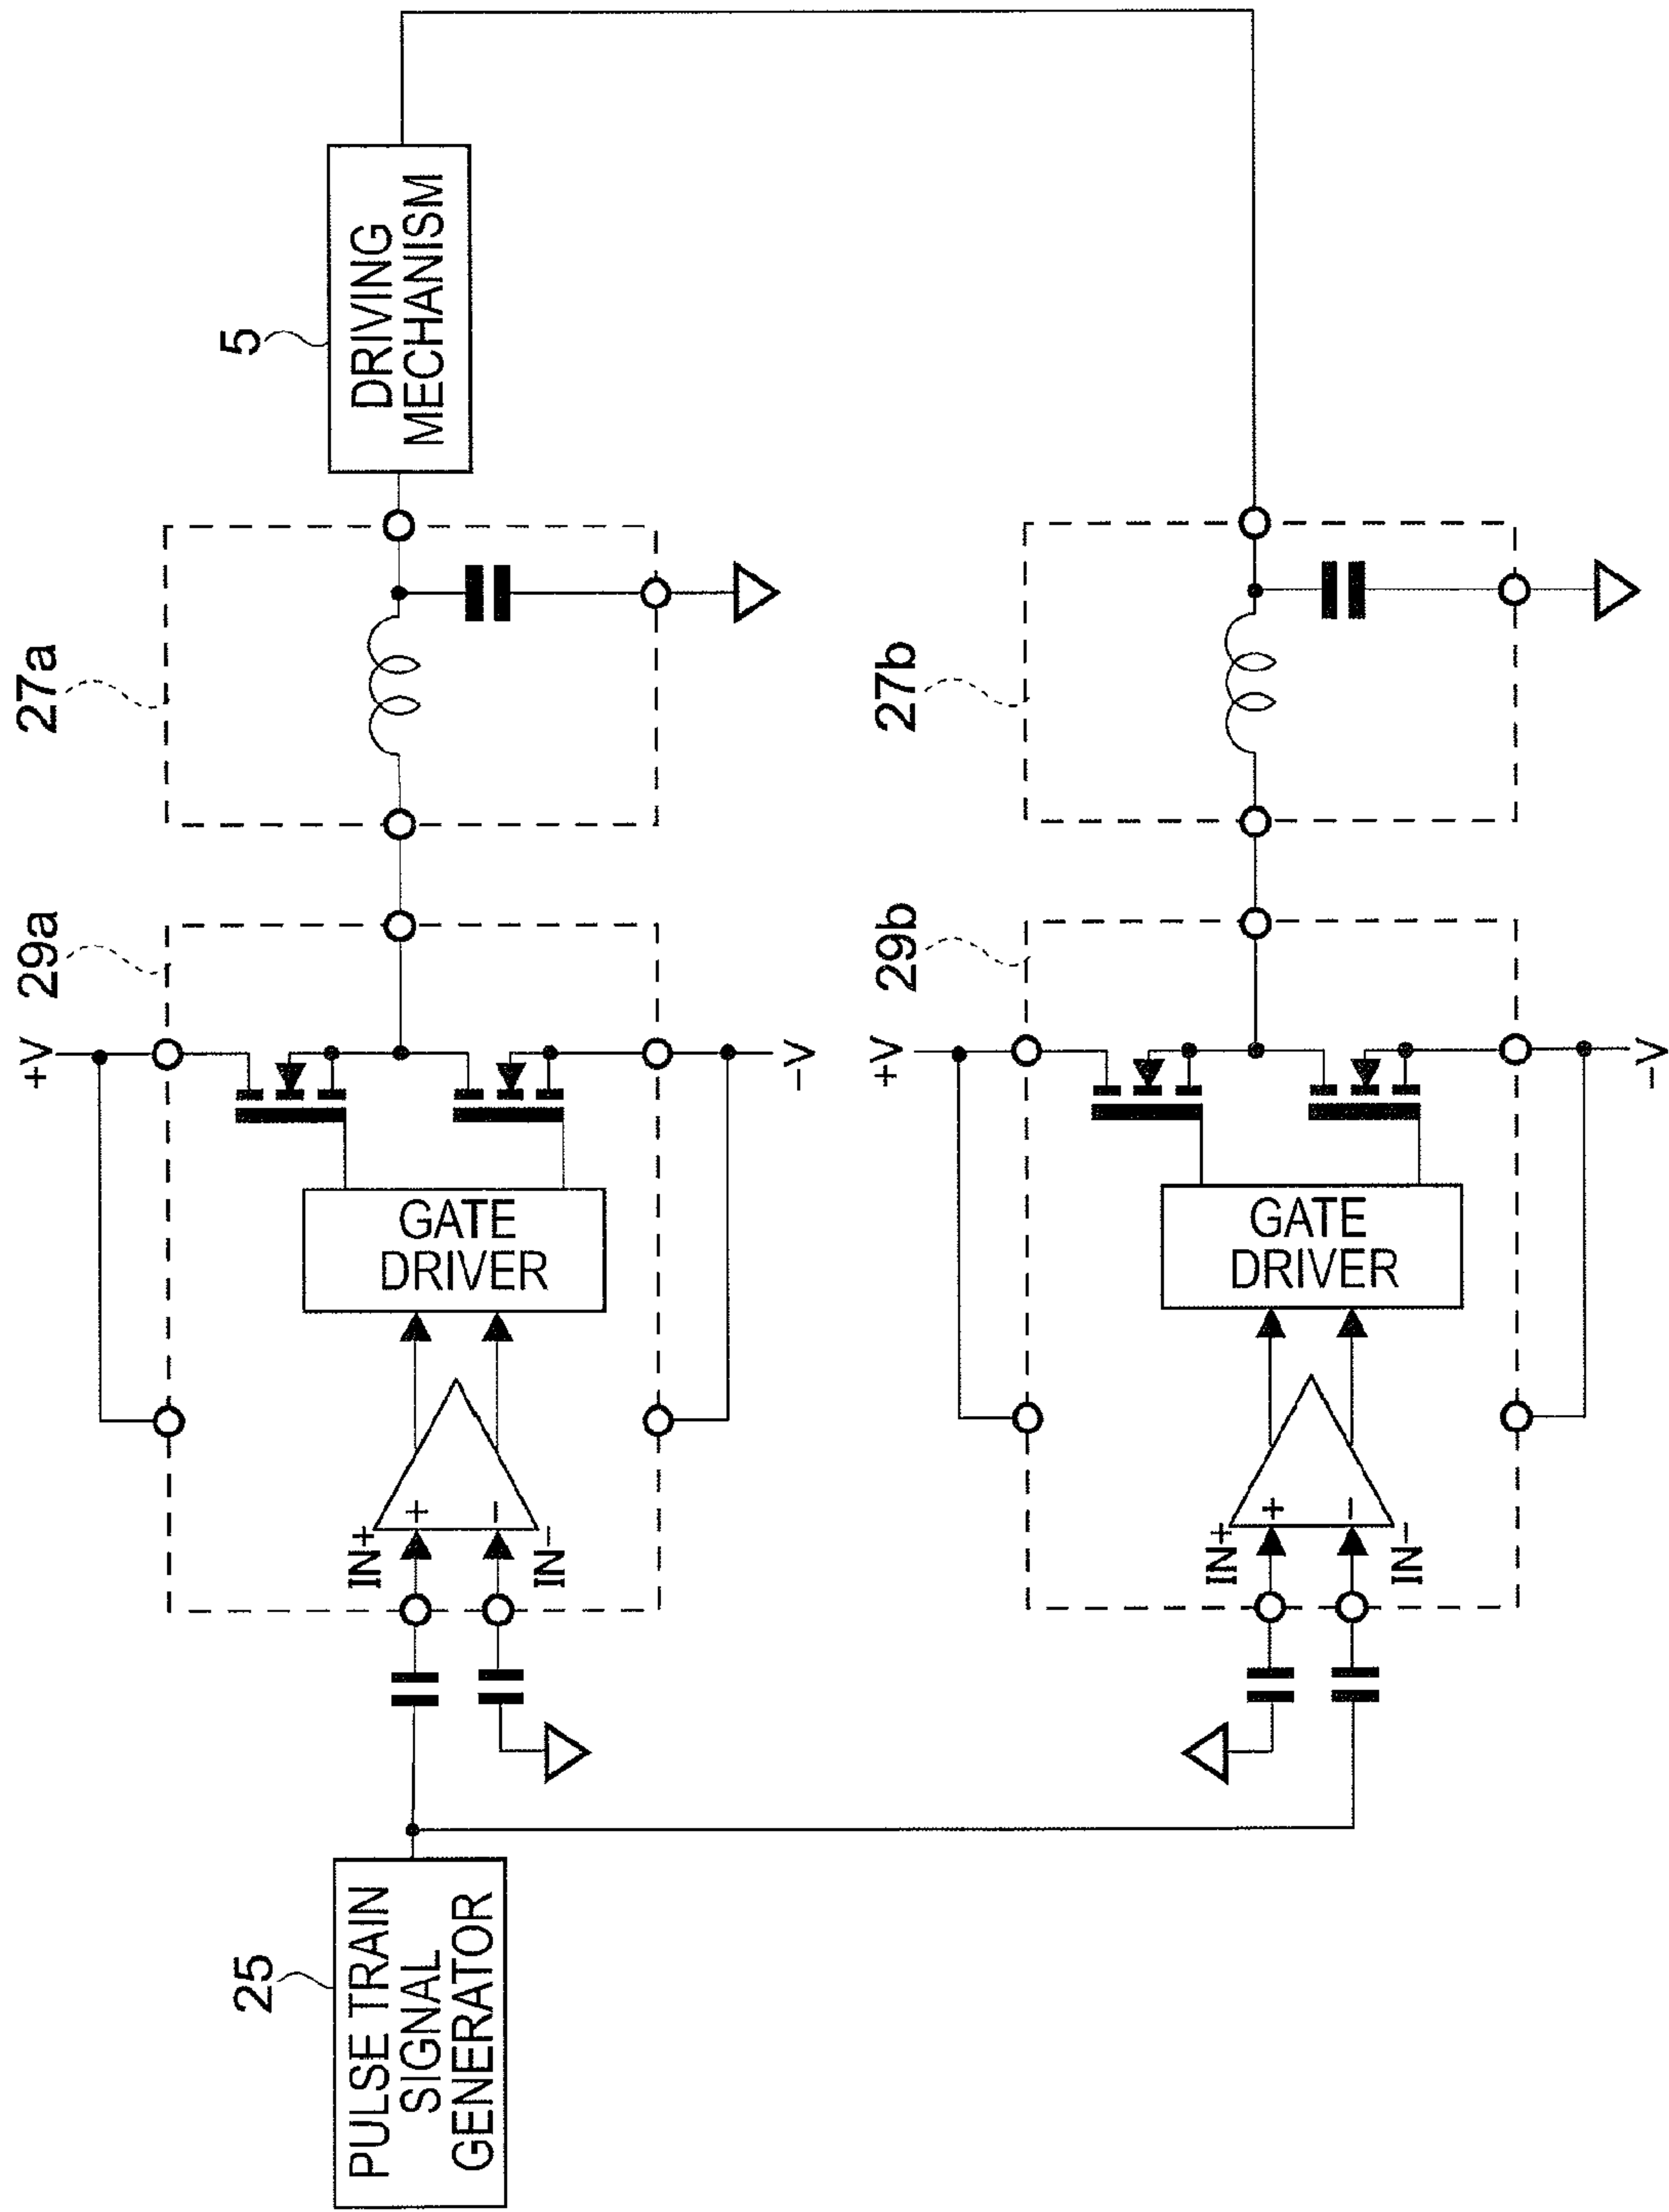 25
PULSE TRAIN
SIGNAL
GENERATOR
IN+
IN−
+
−
GATE
DRIVER
+V
−V
29a
27a
5
DRIVING
MECHANISM
IN+
IN−
+
−
GATE
DRIVER
+V
−V
29b
27b